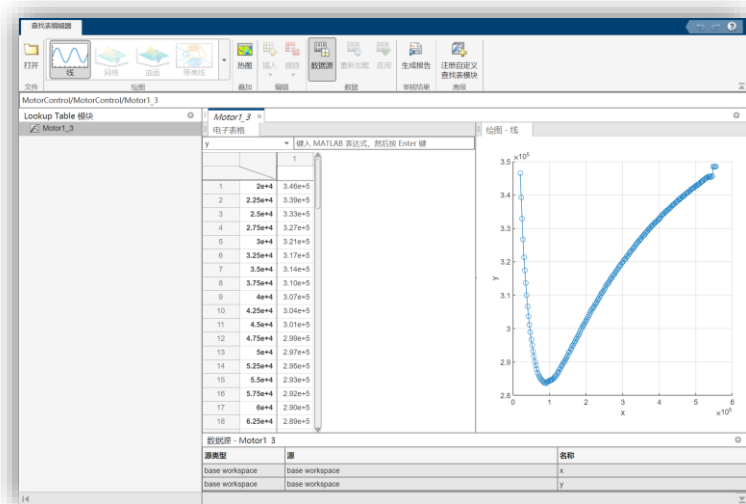 查找表编辑器
打开
线
网格
曲面
等高线
热图
插入
删除
数据源
重新加载
应用
生成报告
注册自定义
查找表模块
文件
绘图
叠加
编辑
数据
审核结果
高级
MotorControl/MotorControl/Motor1_3
Lookup Table 模块
Motor1_3
Motor1_3 ×
电子表格
y
键入 MATLAB 表达式，然后按 Enter 键
1
1 2e+4 3.46e+5
2 2.25e+4 3.39e+5
3 2.5e+4 3.33e+5
4 2.75e+4 3.27e+5
5 3e+4 3.21e+5
6 3.25e+4 3.17e+5
7 3.5e+4 3.14e+5
8 3.75e+4 3.10e+5
9 4e+4 3.07e+5
10 4.25e+4 3.04e+5
11 4.5e+4 3.01e+5
12 4.75e+4 2.99e+5
13 5e+4 2.97e+5
14 5.25e+4 2.95e+5
15 5.5e+4 2.93e+5
16 5.75e+4 2.92e+5
17 6e+4 2.90e+5
18 6.25e+4 2.89e+5
绘图 - 线
×10⁵
3.5
3.4
3.3
3.2
3.1
3
2.9
2.8
y
0 1 2 3 4 5 6
x
×10⁵
数据源 - Motor1_3
源类型 源 名称
base workspace base workspace x
base workspace base workspace y